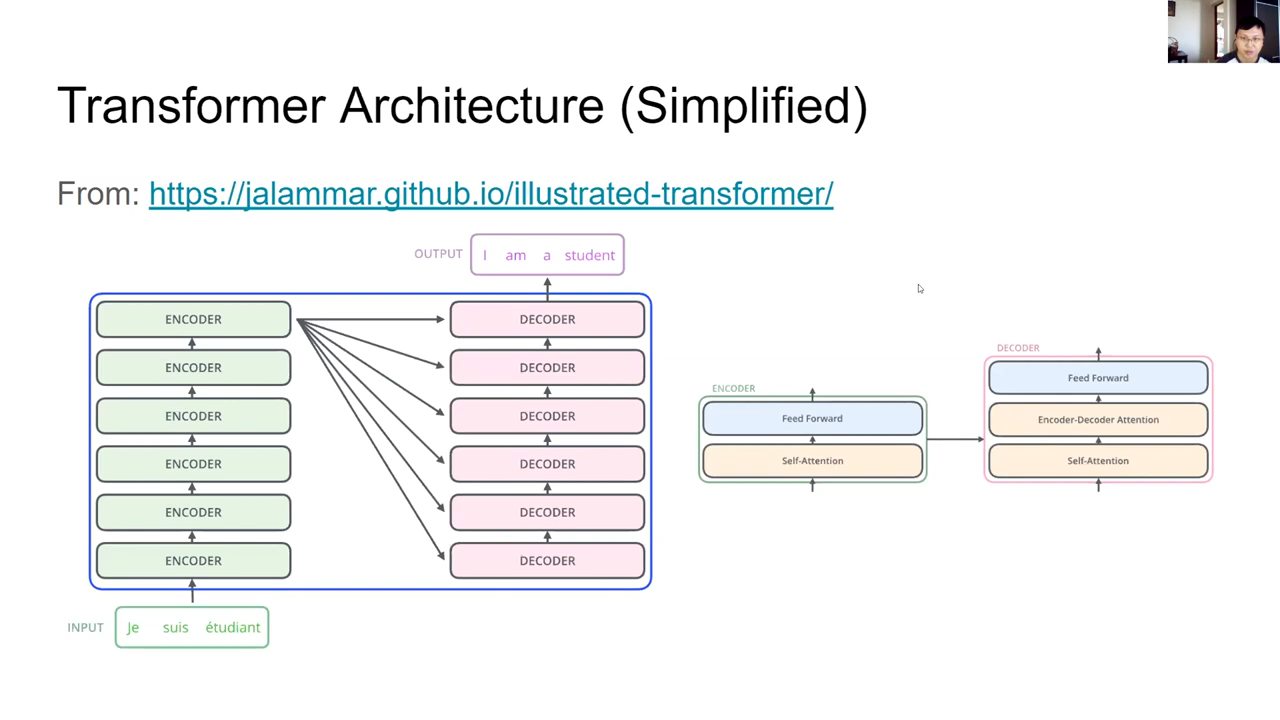 Transformer Architecture (Simplified)
From: https://jalammar.github.io/illustrated-transformer/
OUTPUT I am a student
ENCODER
ENCODER
ENCODER
ENCODER
ENCODER
ENCODER
DECODER
DECODER
DECODER
DECODER
DECODER
DECODER
INPUT Je suis étudiant
ENCODER
Feed Forward
Self-Attention
DECODER
Feed Forward
Encoder-Decoder Attention
Self-Attention